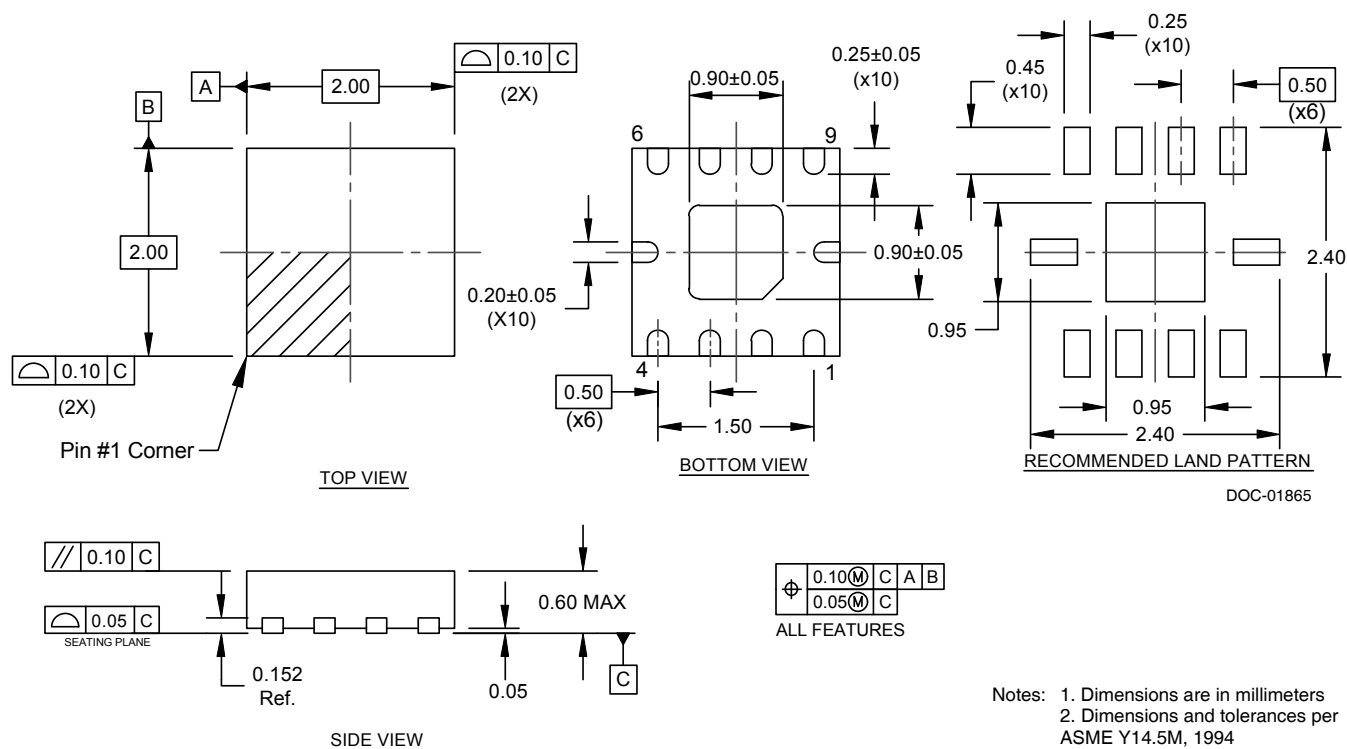 ⌓ 0.10 C
(2X)
A
2.00
B
2.00
⌓ 0.10 C
(2X)
Pin #1 Corner
TOP VIEW
0.90±0.05
0.25±0.05
(x10)
6
9
0.90±0.05
0.20±0.05
(X10)
4
1
0.50
(x6)
1.50
BOTTOM VIEW
0.25
(x10)
0.45
(x10)
0.50
(x6)
2.40
0.95
0.95
2.40
RECOMMENDED LAND PATTERN
DOC-01865
// 0.10 C
⌓ 0.05 C
SEATING PLANE
0.60 MAX
0.152
Ref.
0.05
C
SIDE VIEW
⌖ 0.10Ⓜ C A B
0.05Ⓜ C
ALL FEATURES
Notes: 1. Dimensions are in millimeters
2. Dimensions and tolerances per
ASME Y14.5M, 1994